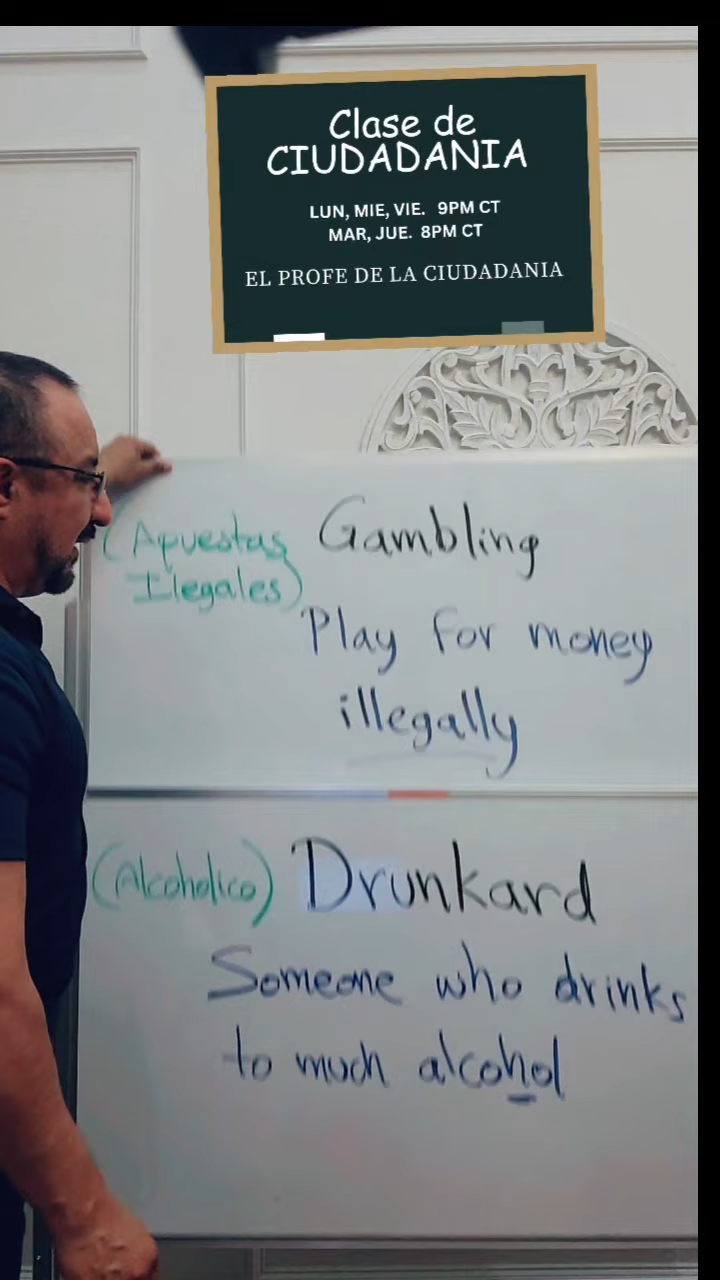 Clase de
CIUDADANIA
LUN, MIE, VIE. 9PM CT
MAR, JUE. 8PM CT
EL PROFE DE LA CIUDADANIA
(Apuestas Gambling
Ilegales)
Play for money
illegally
(Alcoholico) Drunkard
Someone who drinks
to much alcohol